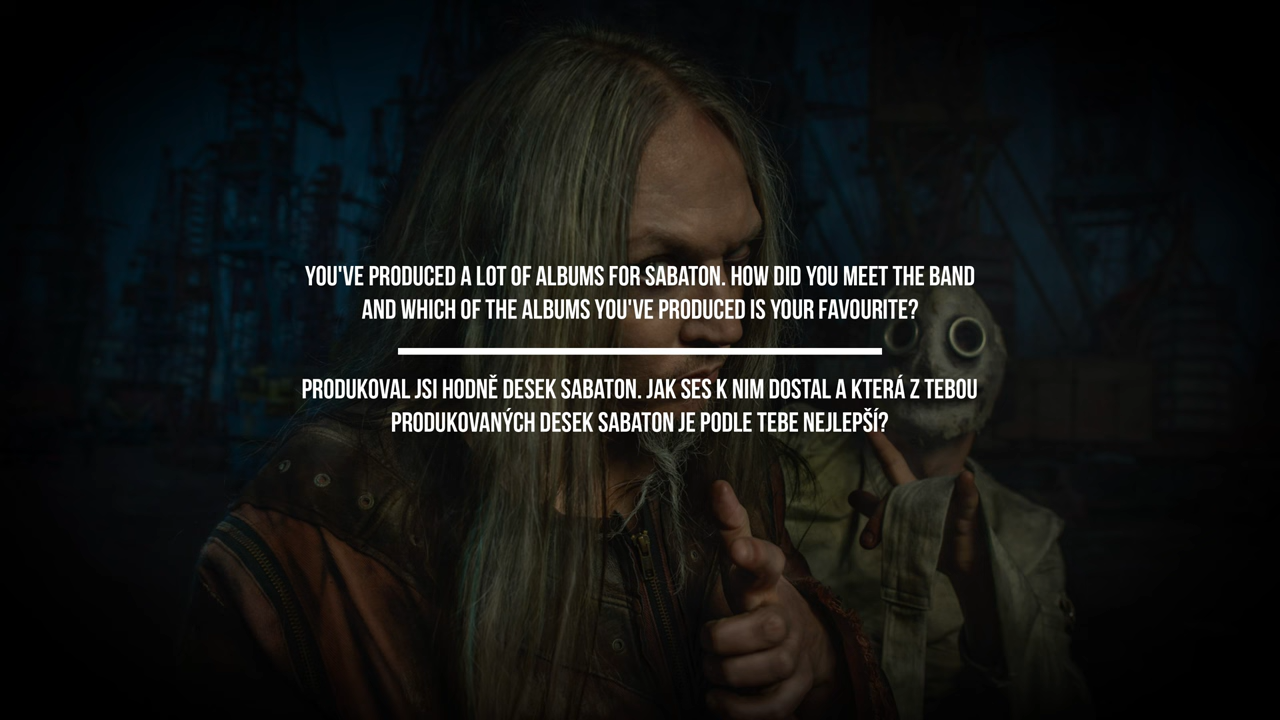 YOU'VE PRODUCED A LOT OF ALBUMS FOR SABATON. HOW DID YOU MEET THE BAND
AND WHICH OF THE ALBUMS YOU'VE PRODUCED IS YOUR FAVOURITE?
PRODUKOVAL JSI HODNĚ DESEK SABATON. JAK SES K NIM DOSTAL A KTERÁ Z TEBOU
PRODUKOVANÝCH DESEK SABATON JE PODLE TEBE NEJLEPŠÍ?